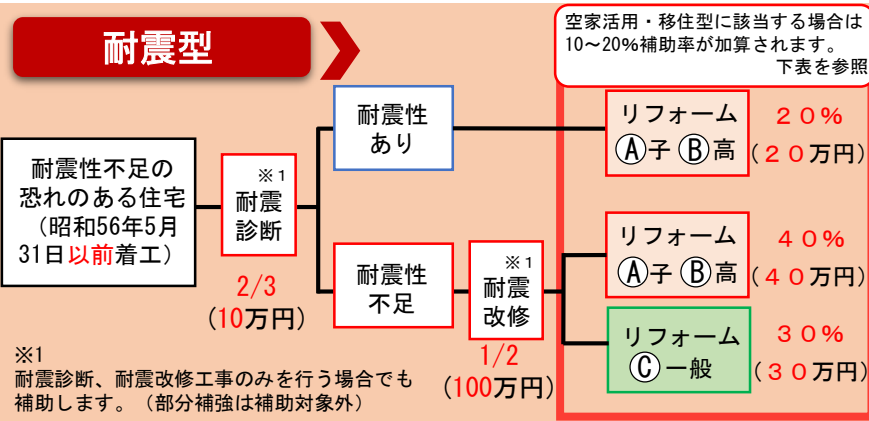 耐震型
空家活用・移住型に該当する場合は
10～20%補助率が加算されます。
下表を参照
耐震性不足の
恐れのある住宅
（昭和56年5月
31日以前着工）
※1
耐震
診断
2/3
(10万円)
耐震性
あり
リフォーム
Ⓐ子 Ⓑ高
２０%
(２０万円)
耐震性
不足
※1
耐震
改修
1/2
(100万円)
リフォーム
Ⓐ子 Ⓑ高
４０%
(４０万円)
リフォーム
Ⓒ一般
３０%
(３０万円)
※1
耐震診断、耐震改修工事のみを行う場合でも
補助します。（部分補強は補助対象外）